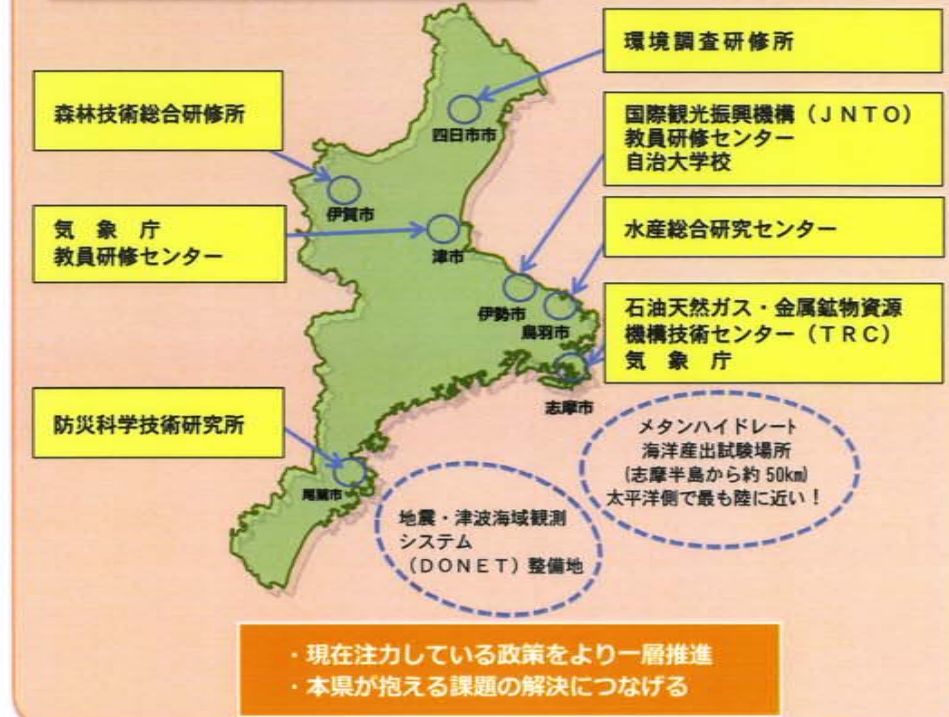 環境調査研修所
森林技術総合研修所
国際観光振興機構（ＪＮＴＯ）
教員研修センター
自治大学校
四日市市
伊賀市
気　象　庁
教員研修センター
津市
水産総合研究センター
伊勢市
鳥羽市
石油天然ガス・金属鉱物資源
機構技術センター（ＴＲＣ）
気　象　庁
志摩市
防災科学技術研究所
尾鷲市
メタンハイドレート
海洋産出試験場所
(志摩半島から約 50km)
太平洋側で最も陸に近い！
地震・津波海域観測
システム
（ＤＯＮＥＴ）整備地
・現在注力している政策をより一層推進
・本県が抱える課題の解決につなげる